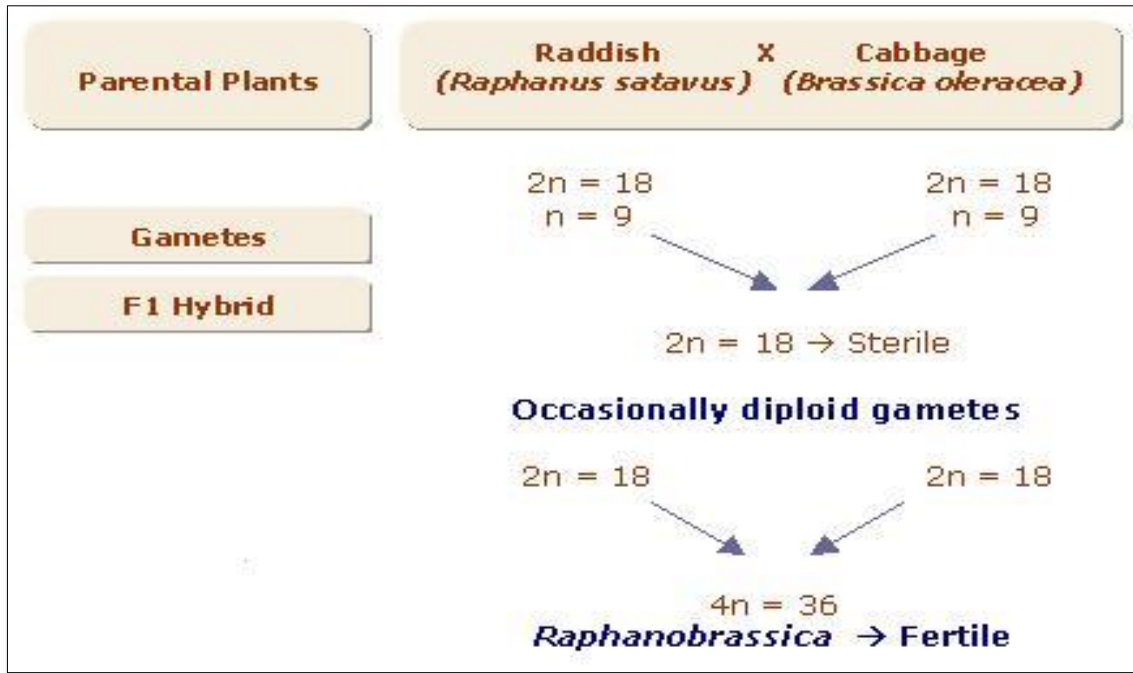 Parental Plants
Raddish X Cabbage
(Raphanus satavus) (Brassica oleracea)
2n = 18 2n = 18
n = 9 n = 9
Gametes
F1 Hybrid
2n = 18 → Sterile
Occasionally diploid gametes
2n = 18 2n = 18
4n = 36
Raphanobrassica → Fertile